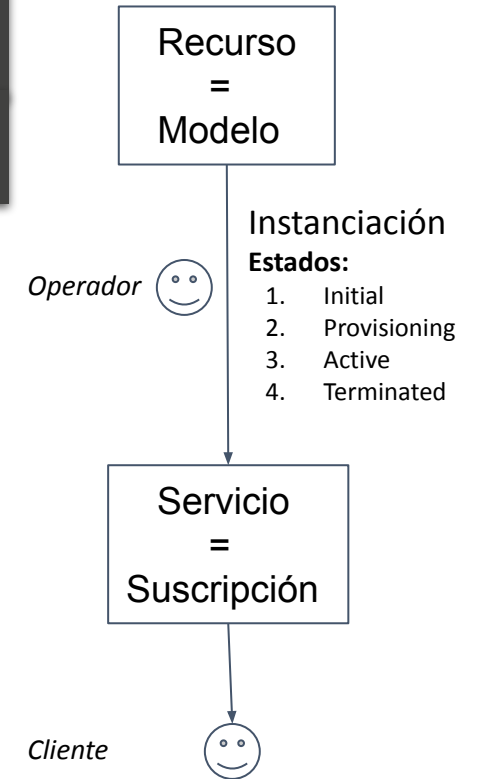 Recurso
=
Modelo
Instanciación
Estados:
Operador
1. Initial
2. Provisioning
3. Active
4. Terminated
Servicio
=
Suscripción
Cliente